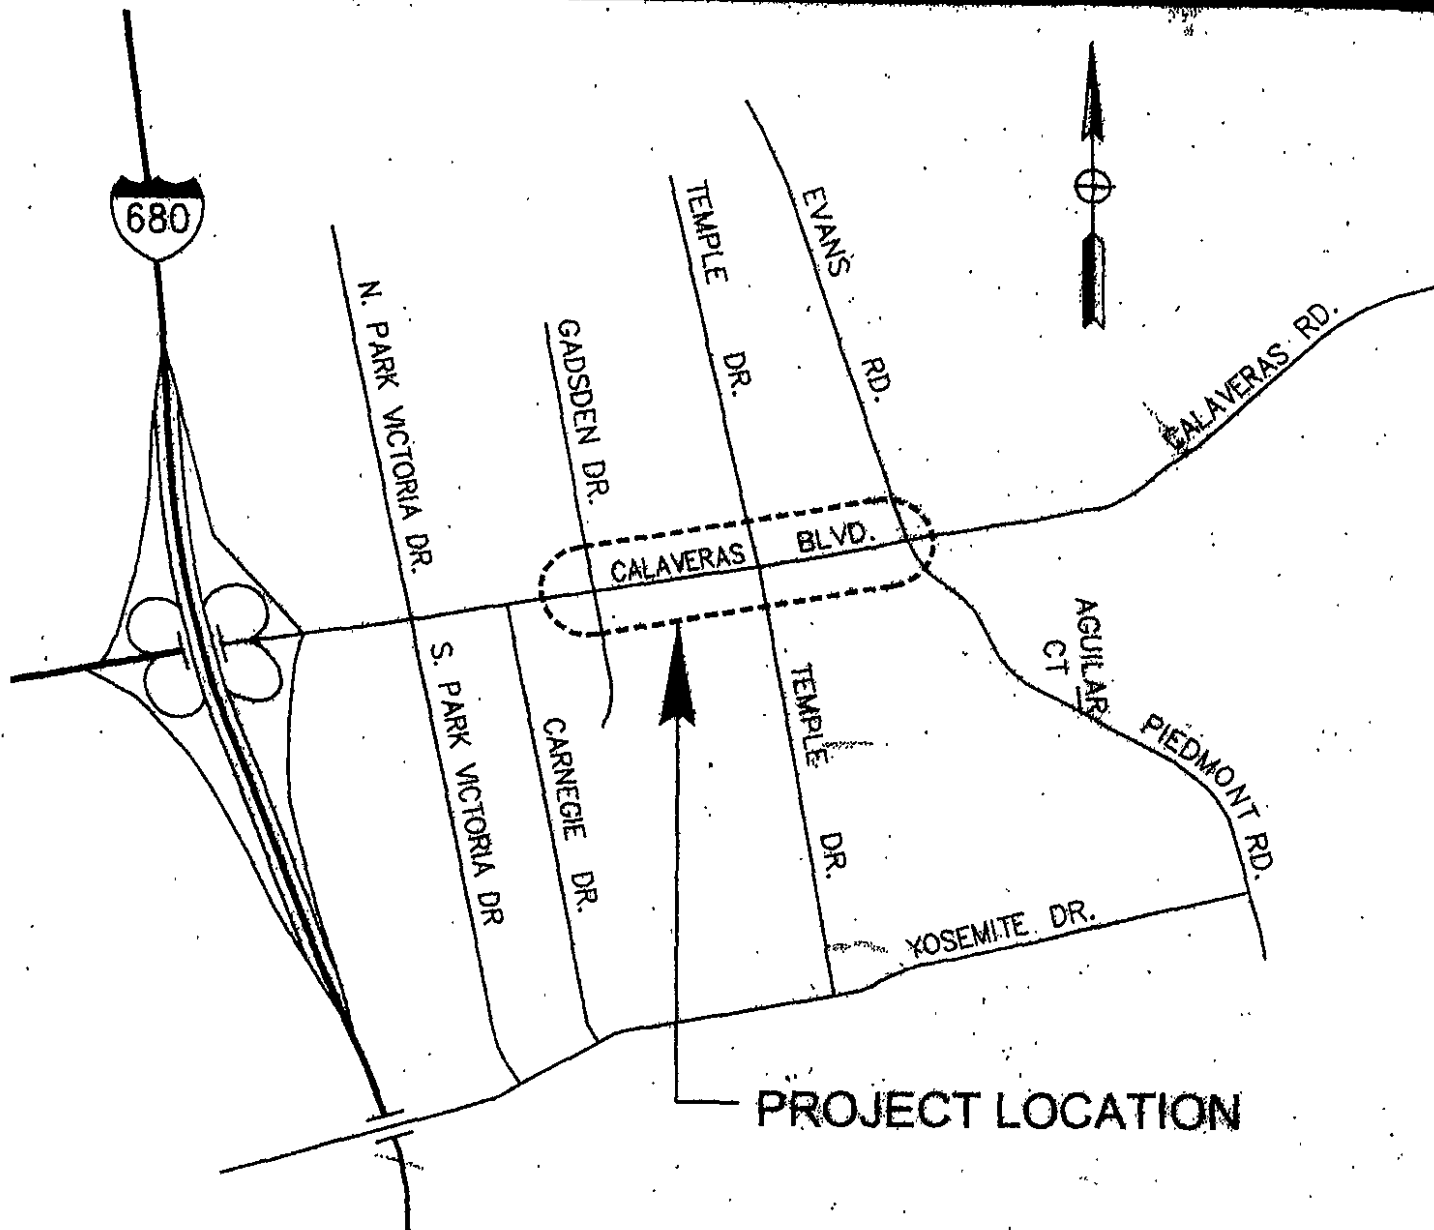 680
N. PARK VICTORIA DR.
GADSDEN DR.
TEMPLE DR.
EVANS RD.
CALAVERAS RD.
CALAVERAS BLVD.
S. PARK VICTORIA DR
CARNEGIE DR.
TEMPLE DR.
AGUILAR
CT
PIEDMONT RD.
YOSEMITE DR.
PROJECT LOCATION